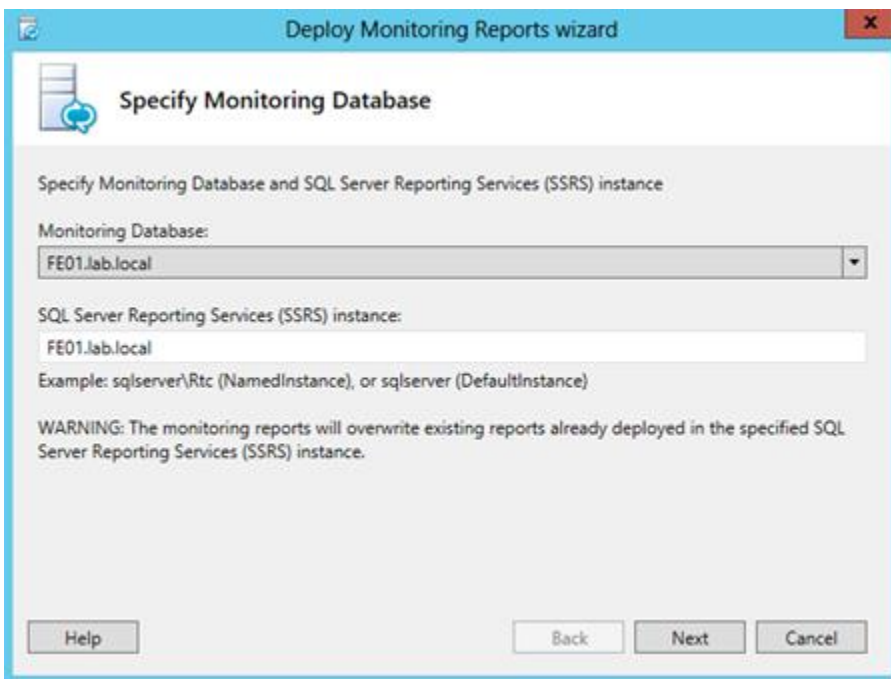 Deploy Monitoring Reports wizard
x
Specify Monitoring Database
Specify Monitoring Database and SQL Server Reporting Services (SSRS) instance
Monitoring Database:
FE01.lab.local
SQL Server Reporting Services (SSRS) instance:
FE01.lab.local
Example: sqlserver\Rtc (NamedInstance), or sqlserver (DefaultInstance)
WARNING: The monitoring reports will overwrite existing reports already deployed in the specified SQL
Server Reporting Services (SSRS) instance.
Help Back Next Cancel